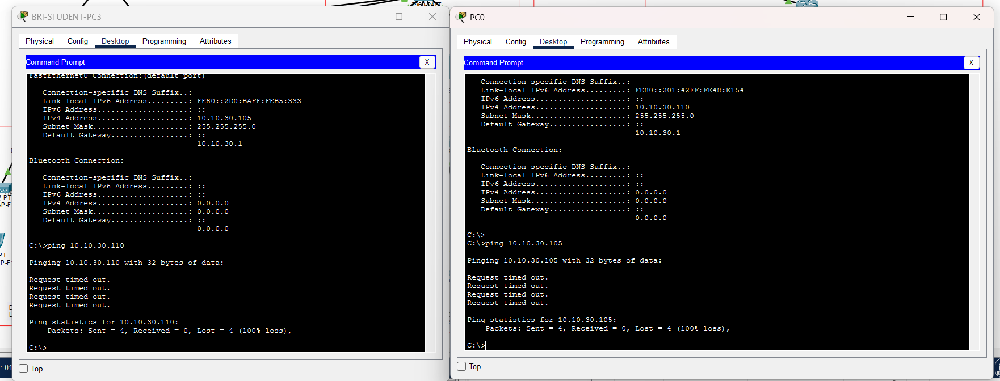 2960-24TT
BRI-STUDENT-PC3
Physical Config Desktop Programming Attributes
Command Prompt X
FastEthernet0 Connection:(default port)
Connection-specific DNS Suffix..:
Link-local IPv6 Address.........: FE80::2D0:BAFF:FEB5:333
IPv6 Address....................: ::
IPv4 Address....................: 10.10.30.105
Subnet Mask.....................: 255.255.255.0
Default Gateway.................: ::
10.10.30.1
Bluetooth Connection:
Connection-specific DNS Suffix..:
Link-local IPv6 Address.........: ::
IPv6 Address....................: ::
IPv4 Address....................: 0.0.0.0
Subnet Mask.....................: 0.0.0.0
Default Gateway.................: ::
0.0.0.0
C:\>ping 10.10.30.110
Pinging 10.10.30.110 with 32 bytes of data:
Request timed out.
Request timed out.
Request timed out.
Request timed out.
Ping statistics for 10.10.30.110:
Packets: Sent = 4, Received = 0, Lost = 4 (100% loss),
C:\>
Top
PC0
Physical Config Desktop Programming Attributes
Command Prompt X
Connection-specific DNS Suffix..:
Link-local IPv6 Address.........: FE80::201:42FF:FE48:E154
IPv6 Address....................: ::
IPv4 Address....................: 10.10.30.110
Subnet Mask.....................: 255.255.255.0
Default Gateway.................: ::
10.10.30.1
Bluetooth Connection:
Connection-specific DNS Suffix..:
Link-local IPv6 Address.........: ::
IPv6 Address....................: ::
IPv4 Address....................: 0.0.0.0
Subnet Mask.....................: 0.0.0.0
Default Gateway.................: ::
0.0.0.0
C:\>
C:\>ping 10.10.30.105
Pinging 10.10.30.105 with 32 bytes of data:
Request timed out.
Request timed out.
Request timed out.
Request timed out.
Ping statistics for 10.10.30.105:
Packets: Sent = 4, Received = 0, Lost = 4 (100% loss),
C:\>
Top